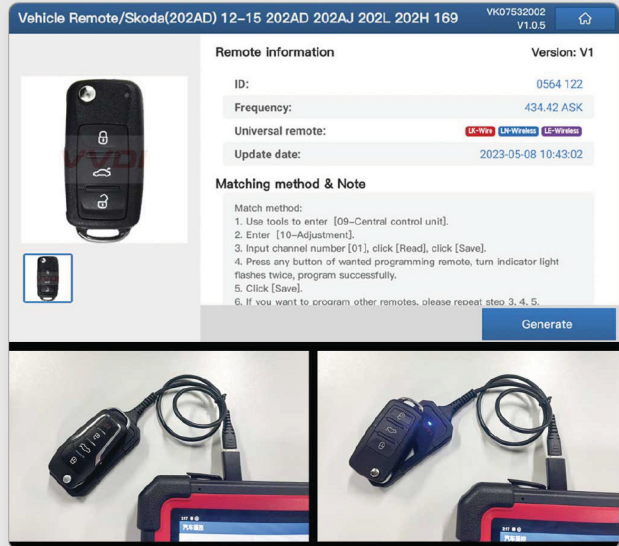 Vehicle Remote/Skoda(202AD) 12-15 202AD 202AJ 202L 202H 169
VK07532002
V1.0.5
Remote information
Version: V1
ID:
0564 122
Frequency:
434.42 ASK
Universal remote:
LK-Wire LN-Wireless LE-Wireless
Update date:
2023-05-08 10:43:02
VVDI
Matching method & Note
Match method:
1. Use tools to enter [09-Central control unit].
2. Enter [10-Adjustment].
3. Input channel number [01], click [Read], click [Save].
4. Press any button of wanted programming remote, turn indicator light
flashes twice, program successfully.
5. Click [Save].
6. If you want to program other remotes, please repeat step 3, 4, 5.
Generate